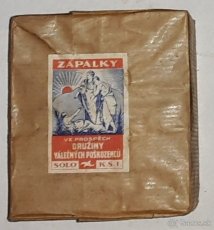 ZÁPALKY
VE PROSPĚCH
DRUŽINY
VÁLEČNÝCH POŠKOZENCŮ
SOLO K.S.I